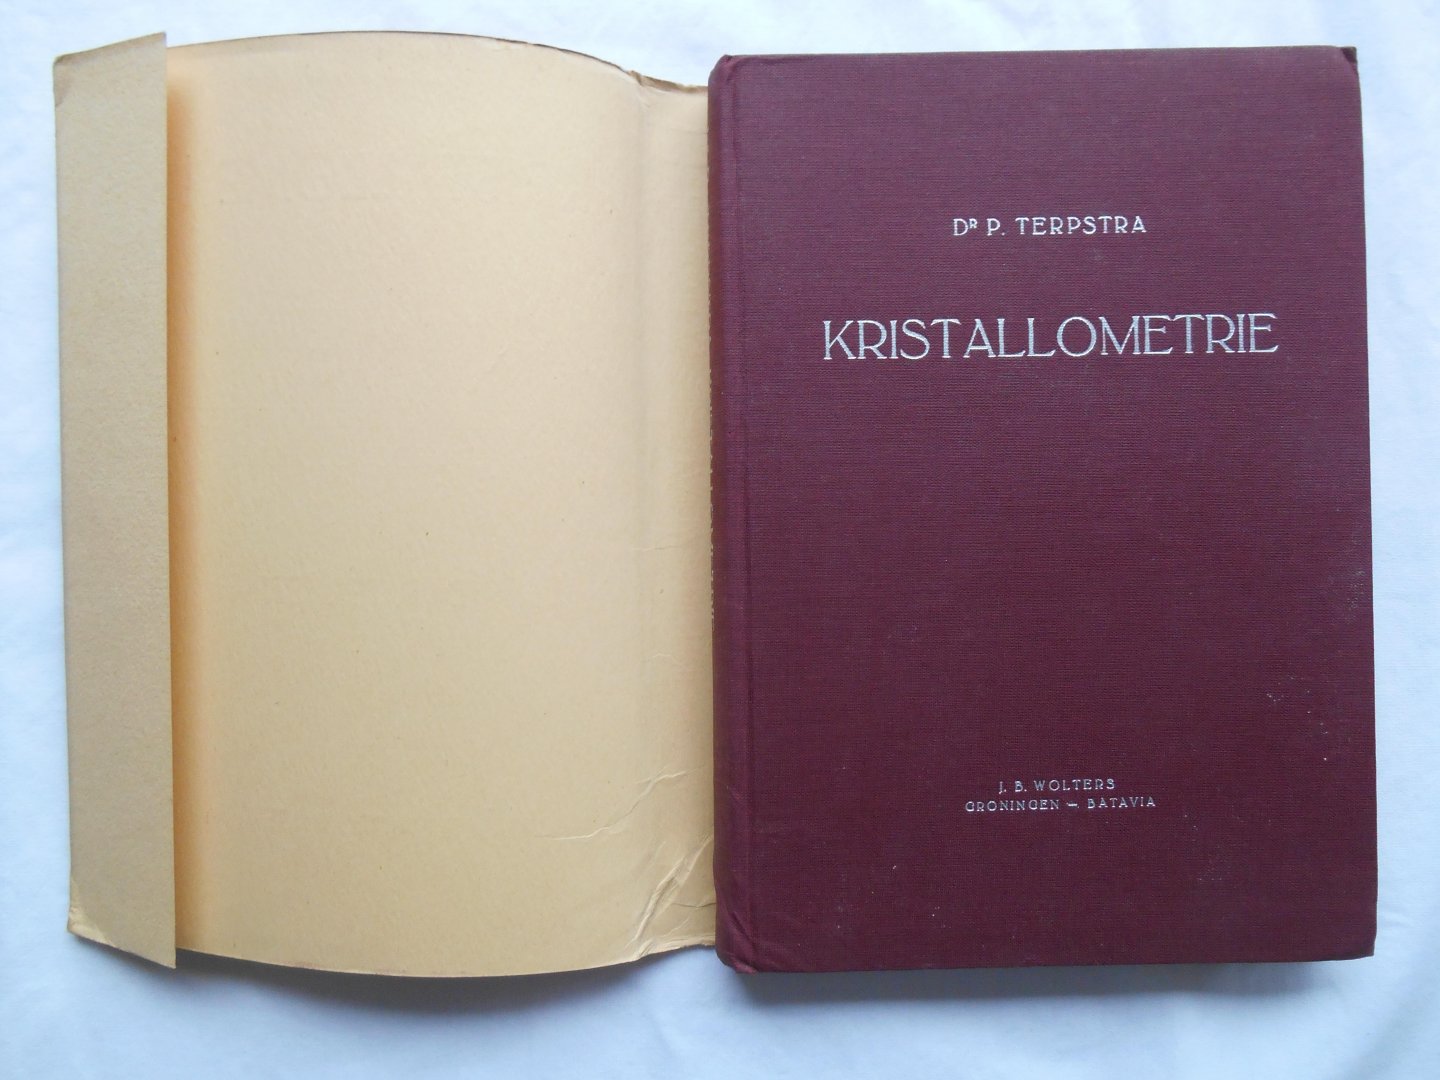 Dᴿ P. TERPSTRA
KRISTALLOMETRIE
J. B. WOLTERS
GRONINGEN — BATAVIA